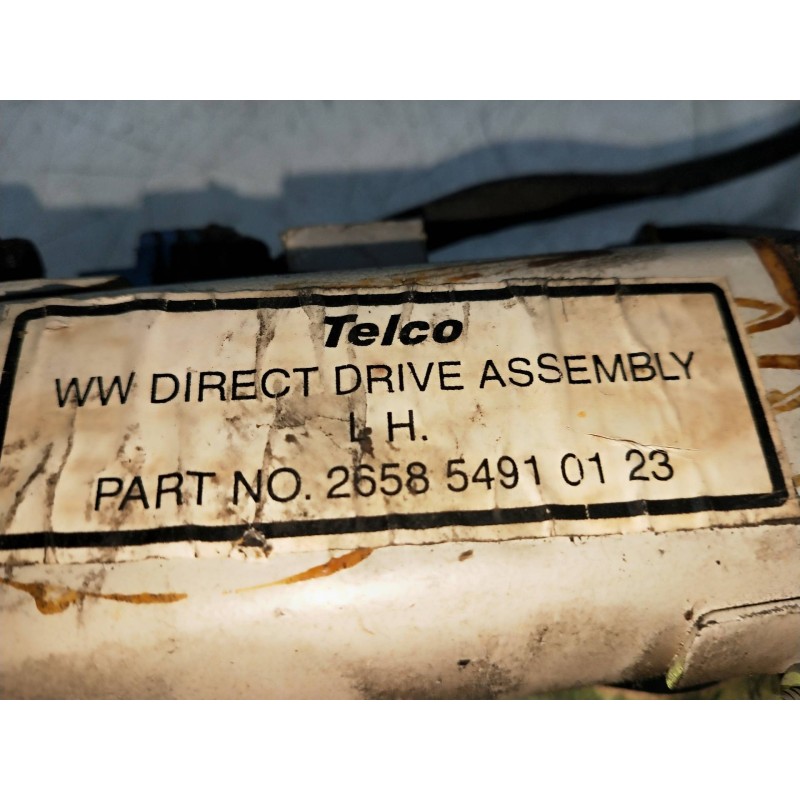 Telco
WW DIRECT DRIVE ASSEMBLY
L H.
PART NO. 2658 5491 01 23